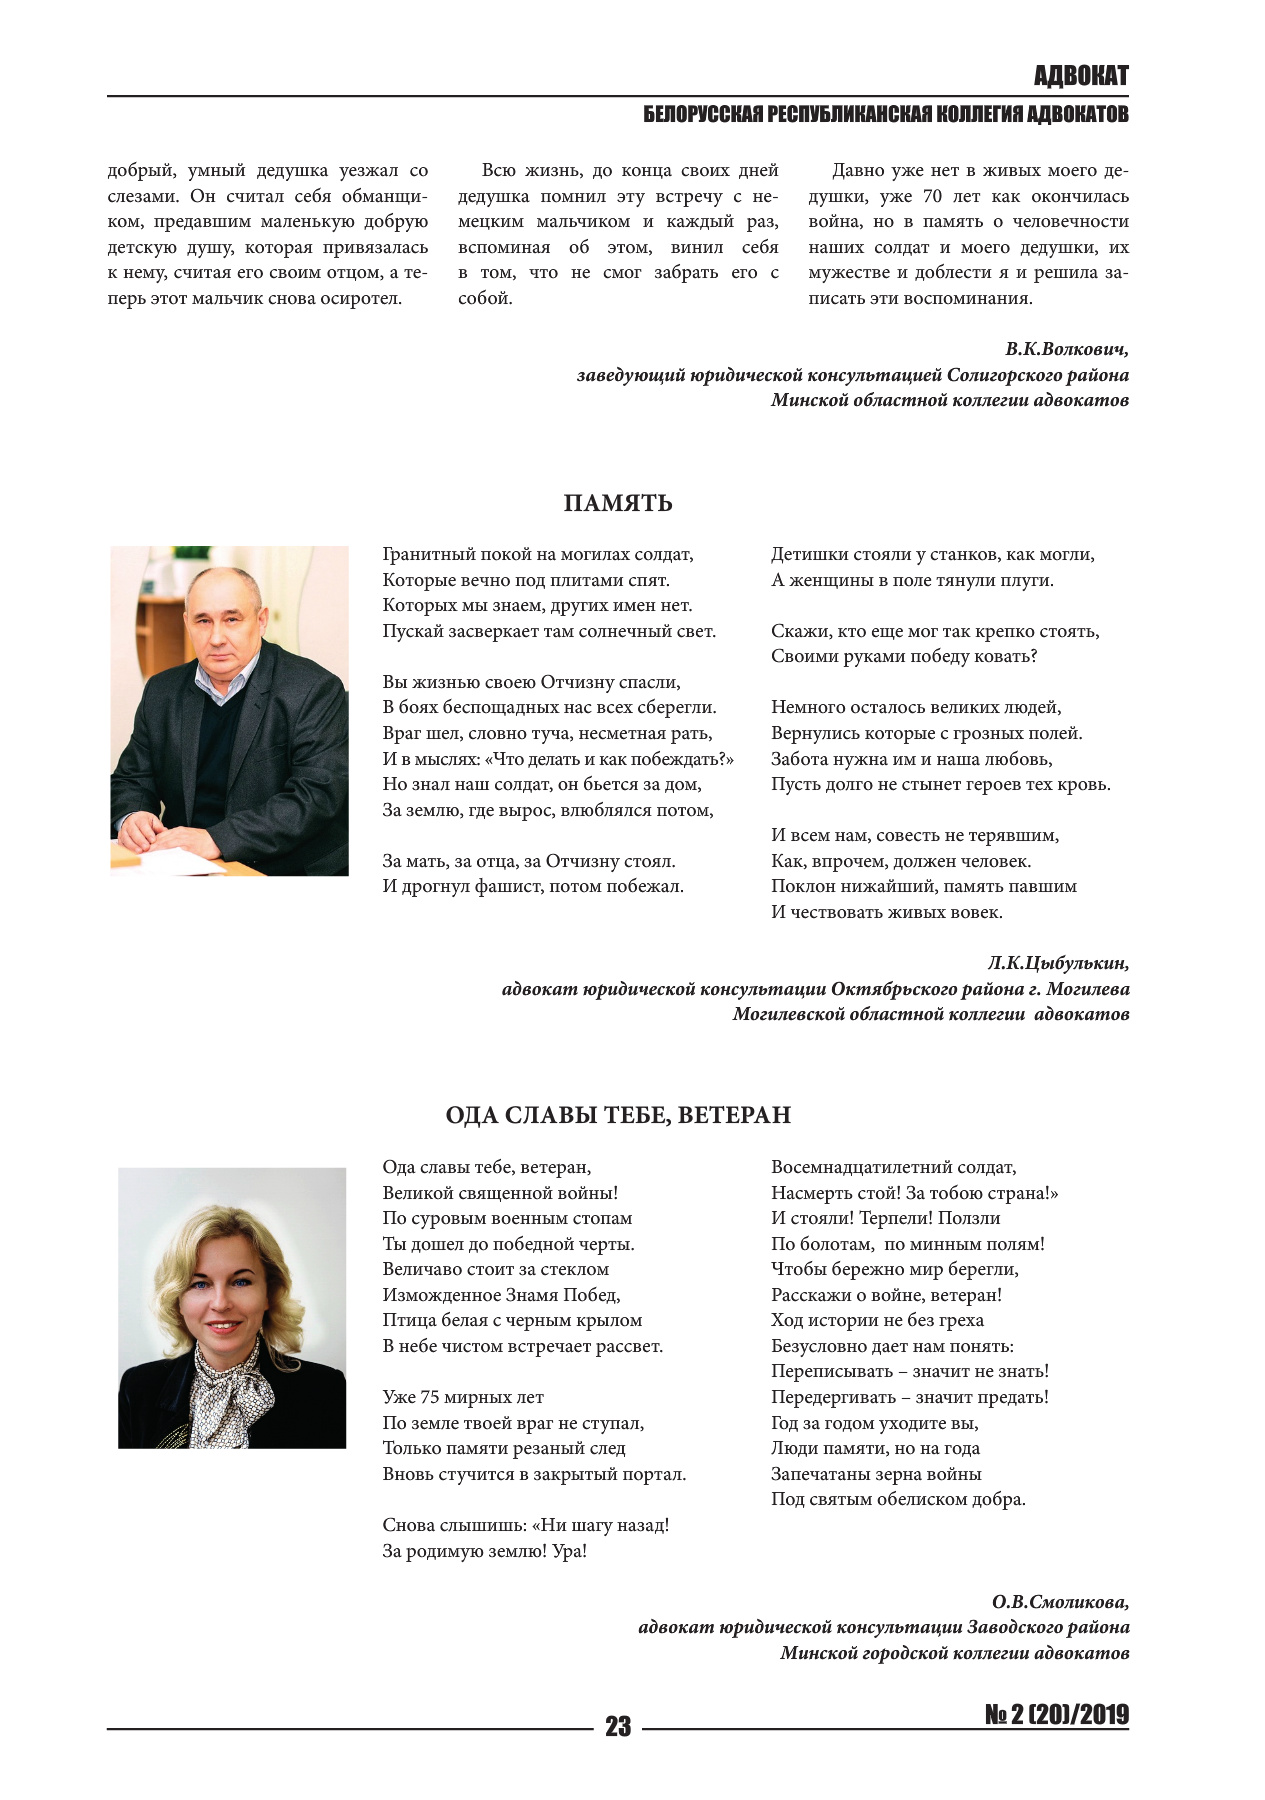 АДВОКАТ
БЕЛОРУССКАЯ РЕСПУБЛИКАНСКАЯ КОЛЛЕГИЯ АДВОКАТОВ
добрый, умный дедушка уезжал со
слезами. Он считал себя обманщи-
ком, предавшим маленькую добрую
детскую душу, которая привязалась
к нему, считая его своим отцом, а те-
перь этот мальчик снова осиротел.
Всю жизнь, до конца своих дней
дедушка помнил эту встречу с не-
мецким мальчиком и каждый раз,
вспоминая об этом, винил себя
в том, что не смог забрать его с
собой.
Давно уже нет в живых моего де-
душки, уже 70 лет как окончилась
война, но в память о человечности
наших солдат и моего дедушки, их
мужестве и доблести я и решила за-
писать эти воспоминания.
В.К.Волкович,
заведующий юридической консультацией Солигорского района
Минской областной коллегии адвокатов
ПАМЯТЬ
Гранитный покой на могилах солдат,
Которые вечно под плитами спят.
Которых мы знаем, других имен нет.
Пускай засверкает там солнечный свет.
Вы жизнью своею Отчизну спасли,
В боях беспощадных нас всех сберегли.
Враг шел, словно туча, несметная рать,
И в мыслях: «Что делать и как побеждать?»
Но знал наш солдат, он бьется за дом,
За землю, где вырос, влюблялся потом,
За мать, за отца, за Отчизну стоял.
И дрогнул фашист, потом побежал.
Детишки стояли у станков, как могли,
А женщины в поле тянули плуги.
Скажи, кто еще мог так крепко стоять,
Своими руками победу ковать?
Немного осталось великих людей,
Вернулись которые с грозных полей.
Забота нужна им и наша любовь,
Пусть долго не стынет героев тех кровь.
И всем нам, совесть не терявшим,
Как, впрочем, должен человек.
Поклон нижайший, память павшим
И чествовать живых вовек.
Л.К.Цыбулькин,
адвокат юридической консультации Октябрьского района г. Могилева
Могилевской областной коллегии  адвокатов
ОДА СЛАВЫ ТЕБЕ, ВЕТЕРАН
Ода славы тебе, ветеран,
Великой священной войны!
По суровым военным стопам
Ты дошел до победной черты.
Величаво стоит за стеклом
Изможденное Знамя Побед,
Птица белая с черным крылом
В небе чистом встречает рассвет.
Уже 75 мирных лет
По земле твоей враг не ступал,
Только памяти резаный след
Вновь стучится в закрытый портал.
Снова слышишь: «Ни шагу назад!
За родимую землю! Ура!
Восемнадцатилетний солдат,
Насмерть стой! За тобою страна!»
И стояли! Терпели! Ползли
По болотам,  по минным полям!
Чтобы бережно мир берегли,
Расскажи о войне, ветеран!
Ход истории не без греха
Безусловно дает нам понять:
Переписывать – значит не знать!
Передергивать – значит предать!
Год за годом уходите вы,
Люди памяти, но на года
Запечатаны зерна войны
Под святым обелиском добра.
О.В.Смоликова,
адвокат юридической консультации Заводского района
Минской городской коллегии адвокатов
№ 2 (20)/2019
23